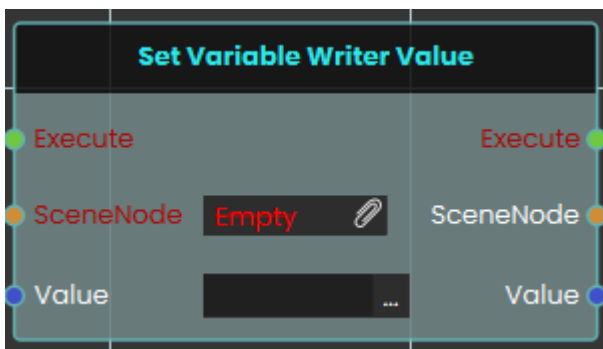 Set Variable Writer Value
Execute Execute
SceneNode Empty SceneNode
Value ... Value